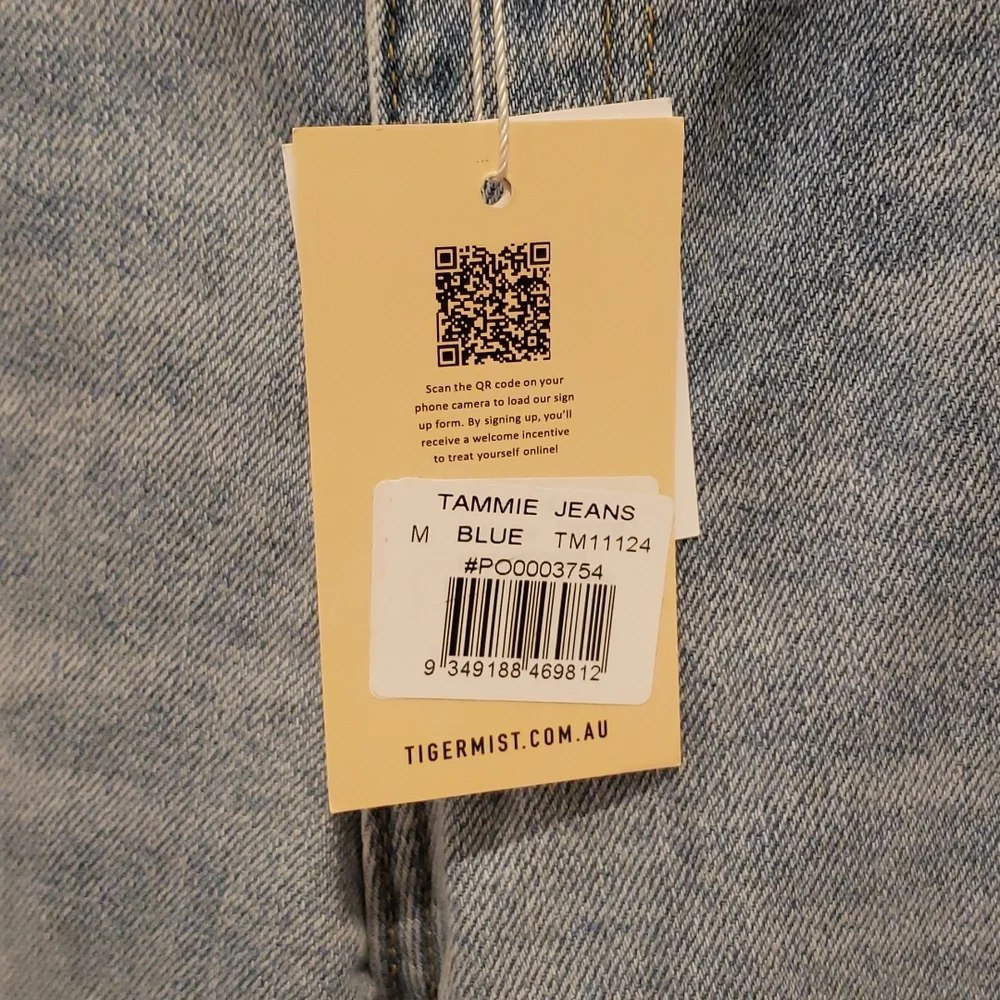 Scan the QR code on your
phone camera to load our sign
up form. By signing up, you'll
receive a welcome incentive
to treat yourself online!
TAMMIE JEANS
M BLUE TM11124
#PO0003754
9 349188 469812
TIGERMIST.COM.AU